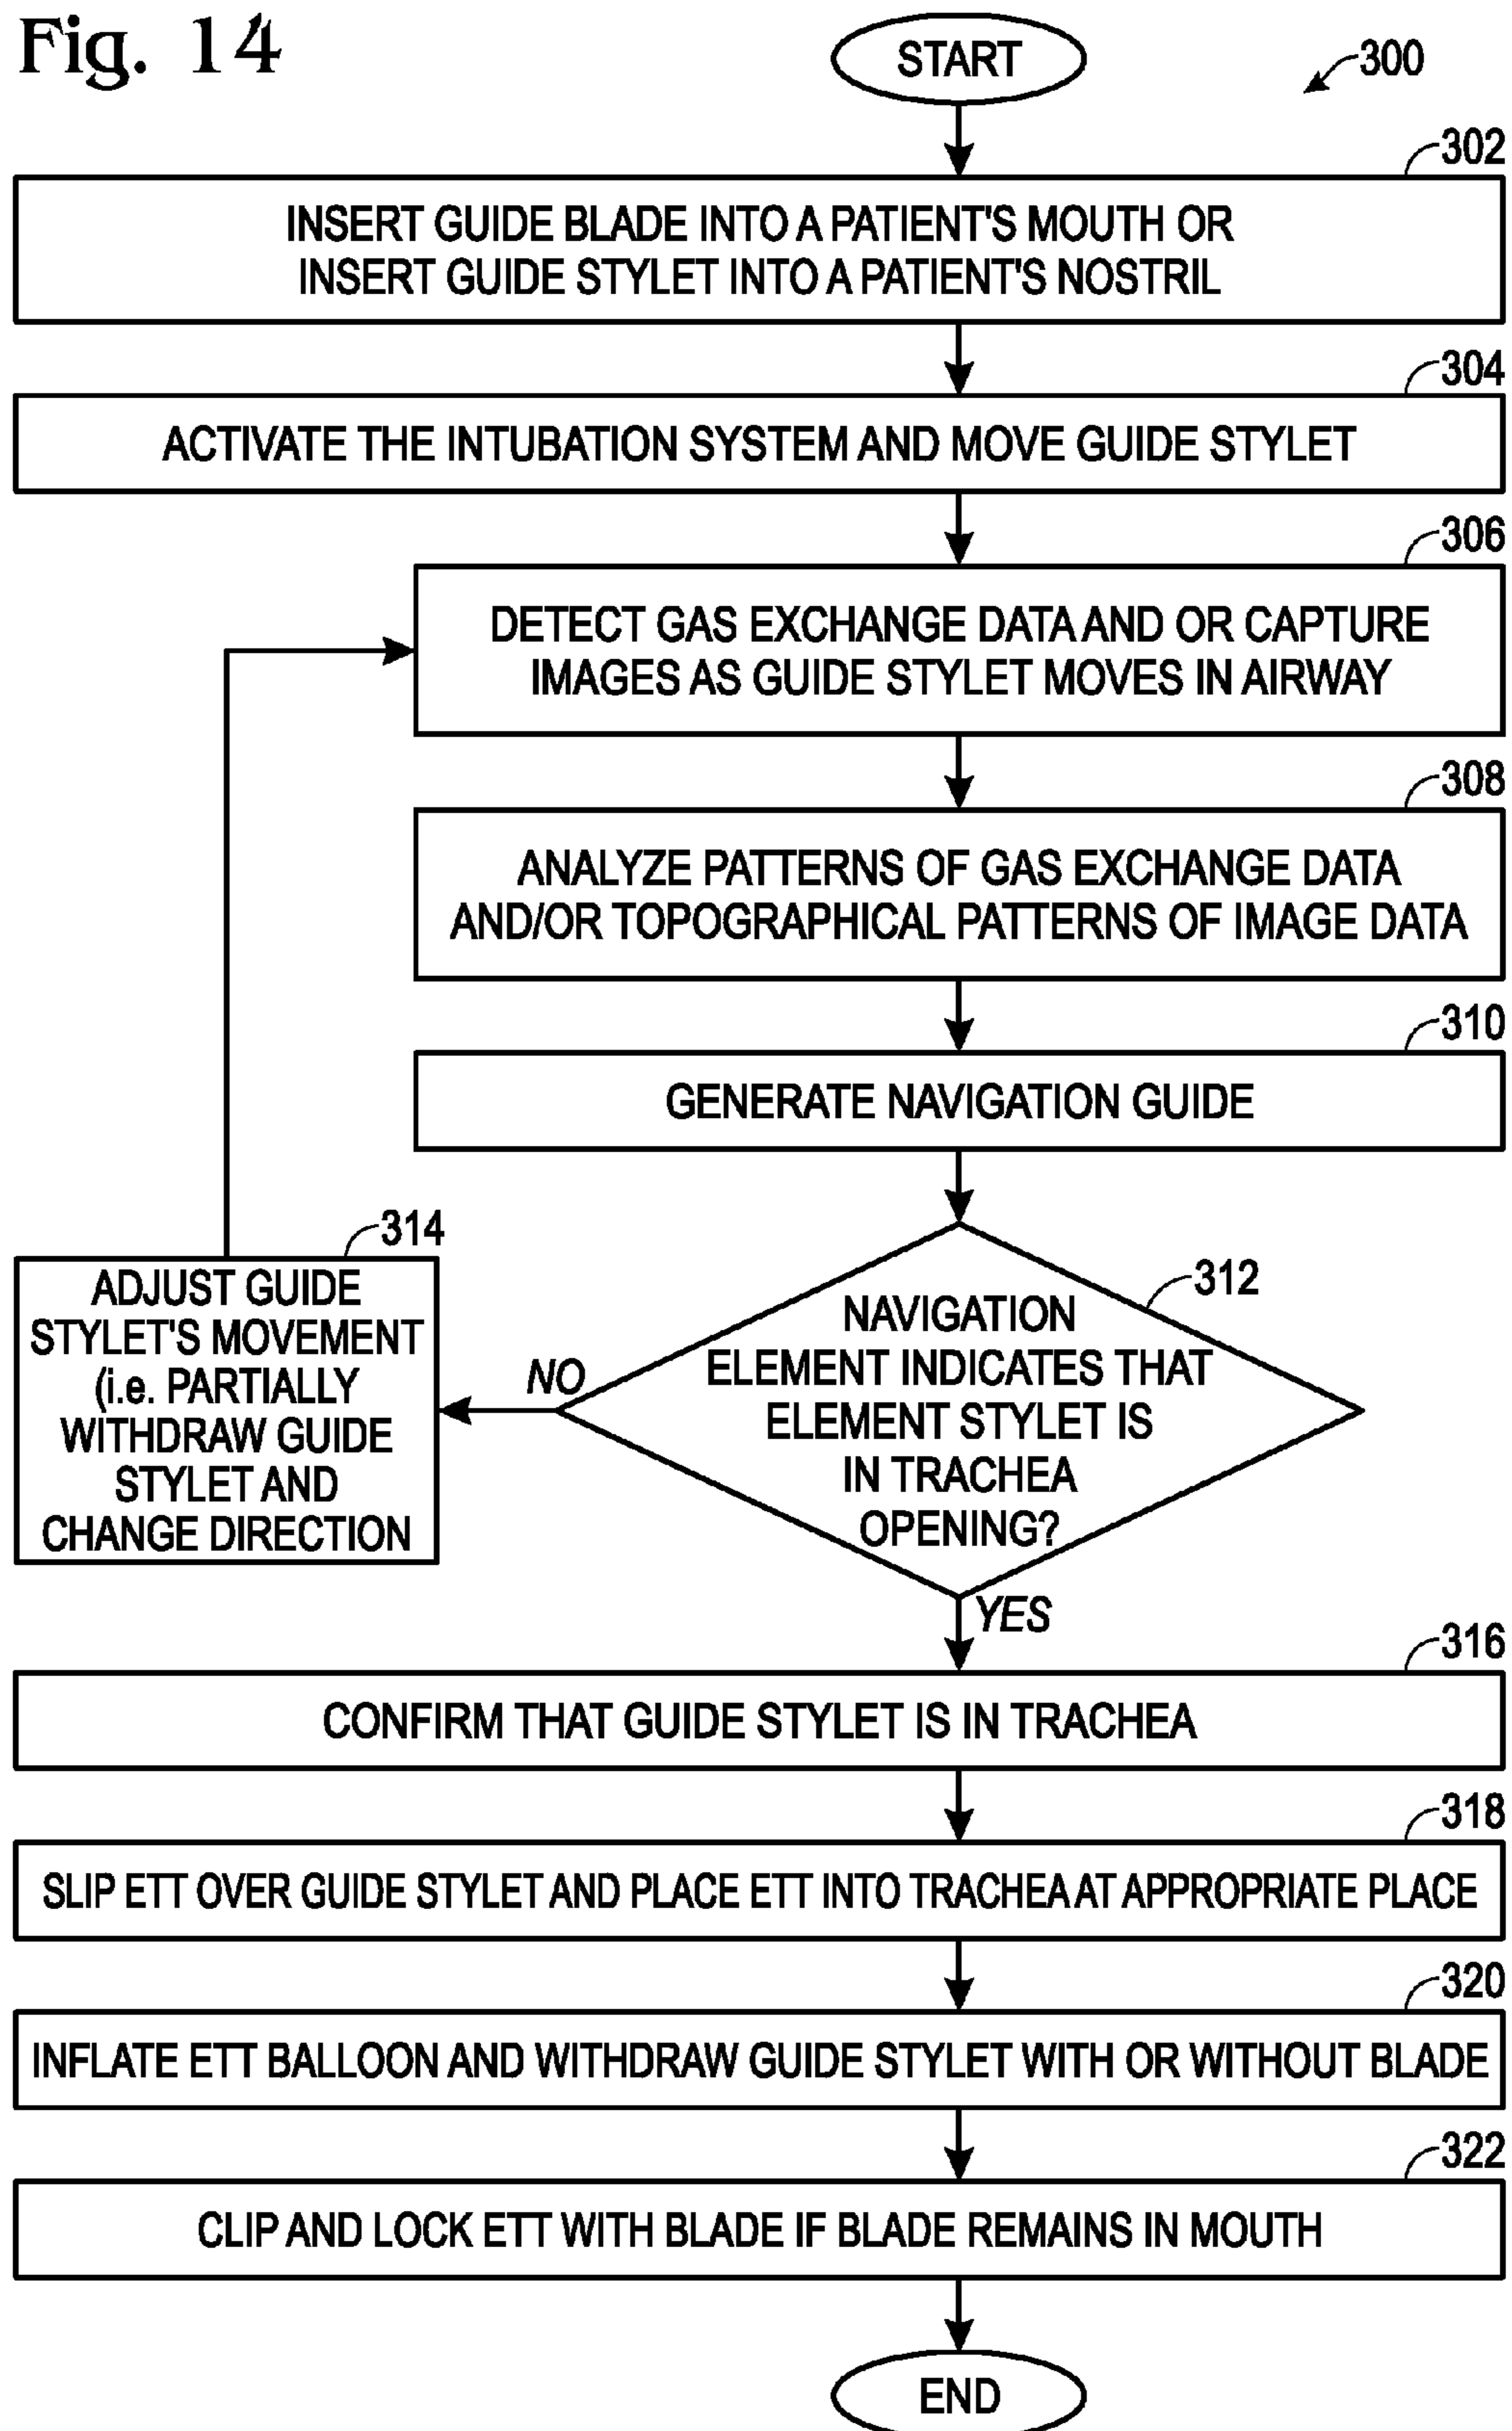 Fig. 14
START
300
302
INSERT GUIDE BLADE INTO A PATIENT'S MOUTH OR
INSERT GUIDE STYLET INTO A PATIENT'S NOSTRIL
304
ACTIVATE THE INTUBATION SYSTEM AND MOVE GUIDE STYLET
306
DETECT GAS EXCHANGE DATA AND OR CAPTURE
IMAGES AS GUIDE STYLET MOVES IN AIRWAY
308
ANALYZE PATTERNS OF GAS EXCHANGE DATA
AND/OR TOPOGRAPHICAL PATTERNS OF IMAGE DATA
310
GENERATE NAVIGATION GUIDE
312
NAVIGATION
ELEMENT INDICATES THAT
ELEMENT STYLET IS
IN TRACHEA
OPENING?
NO
314
ADJUST GUIDE
STYLET'S MOVEMENT
(i.e. PARTIALLY
WITHDRAW GUIDE
STYLET AND
CHANGE DIRECTION
YES
316
CONFIRM THAT GUIDE STYLET IS IN TRACHEA
318
SLIP ETT OVER GUIDE STYLET AND PLACE ETT INTO TRACHEA AT APPROPRIATE PLACE
320
INFLATE ETT BALLOON AND WITHDRAW GUIDE STYLET WITH OR WITHOUT BLADE
322
CLIP AND LOCK ETT WITH BLADE IF BLADE REMAINS IN MOUTH
END